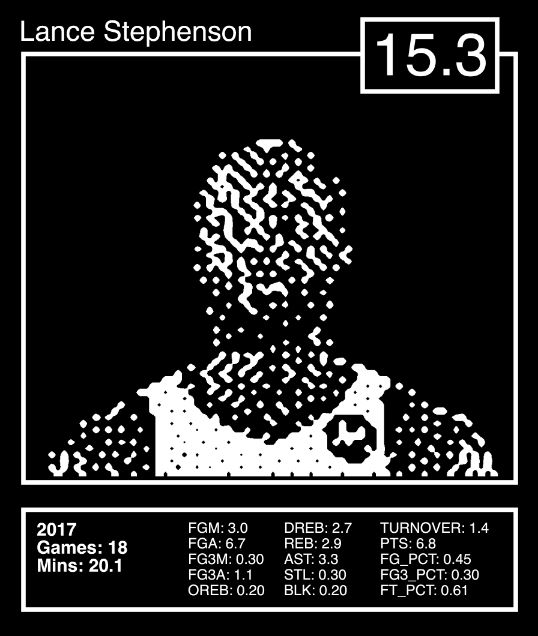 Lance Stephenson
15.3
2017
Games: 18
Mins: 20.1
FGM: 3.0
FGA: 6.7
FG3M: 0.30
FG3A: 1.1
OREB: 0.20
DREB: 2.7
REB: 2.9
AST: 3.3
STL: 0.30
BLK: 0.20
TURNOVER: 1.4
PTS: 6.8
FG_PCT: 0.45
FG3_PCT: 0.30
FT_PCT: 0.61